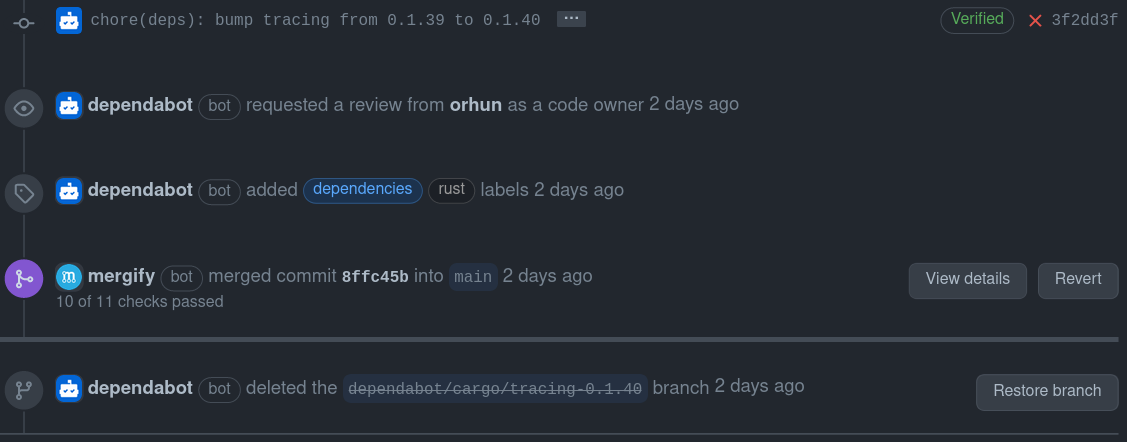 chore(deps): bump tracing from 0.1.39 to 0.1.40 ... Verified 3f2dd3f
dependabot bot requested a review from orhun as a code owner 2 days ago
dependabot bot added dependencies rust labels 2 days ago
mergify bot merged commit 8ffc45b into main 2 days ago View details Revert
10 of 11 checks passed
dependabot bot deleted the dependabot/cargo/tracing-0.1.40 branch 2 days ago Restore branch